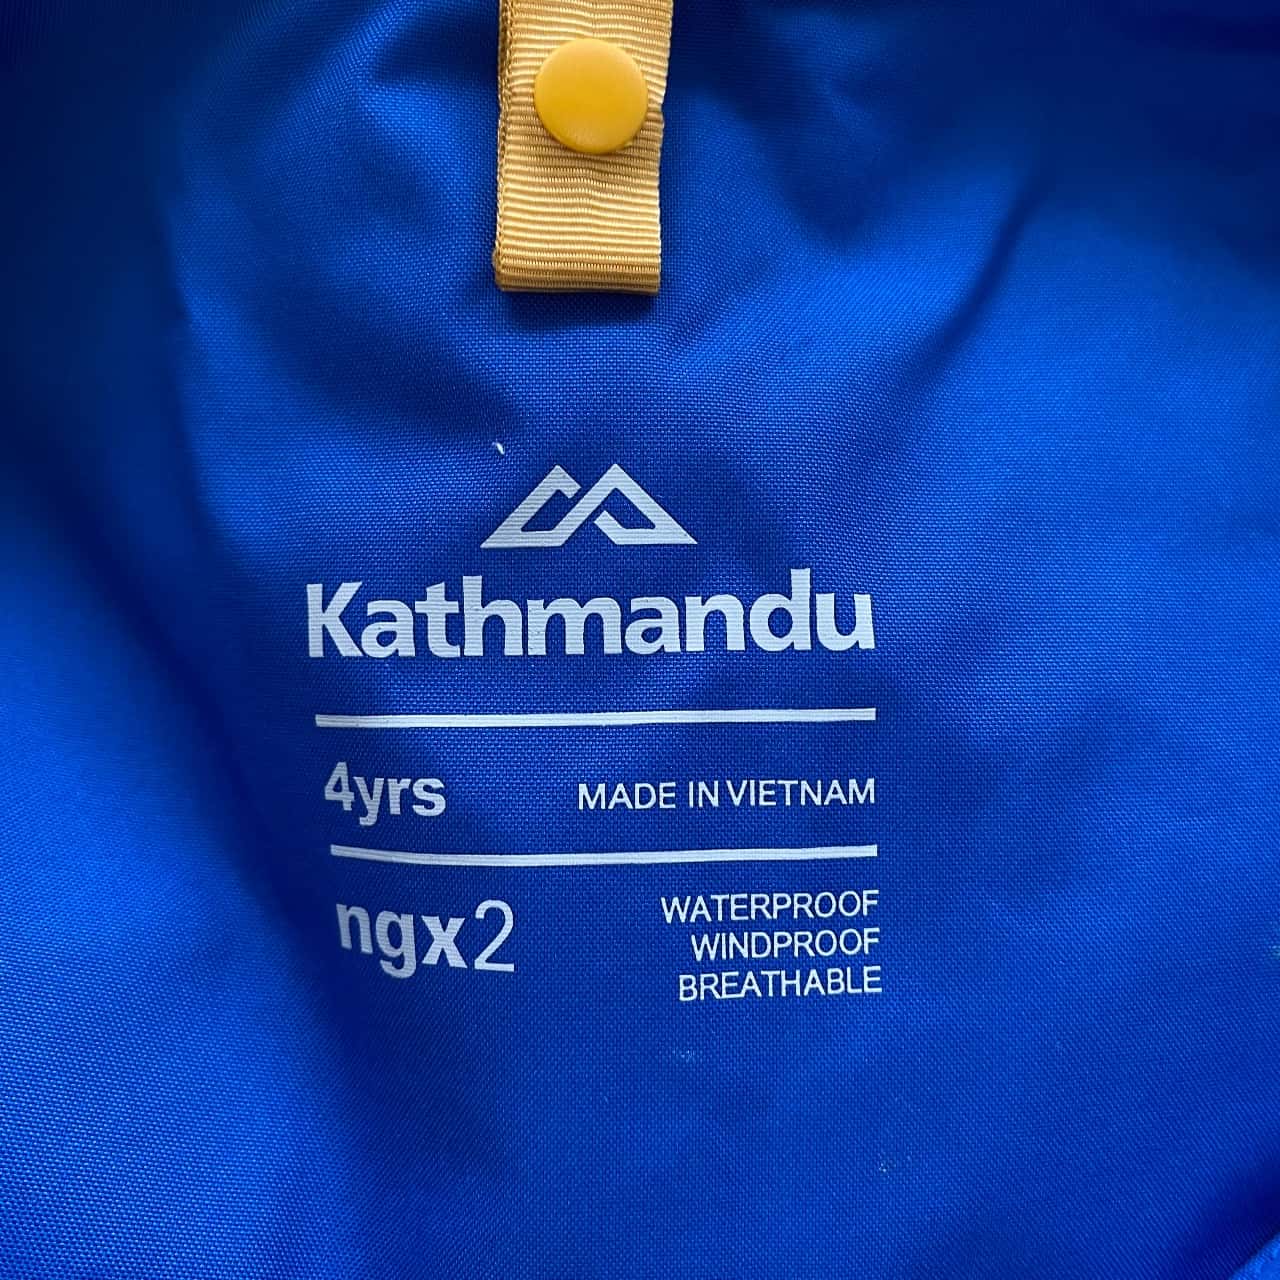 Kathmandu
4yrs MADE IN VIETNAM
ngx2
WATERPROOF
WINDPROOF
BREATHABLE